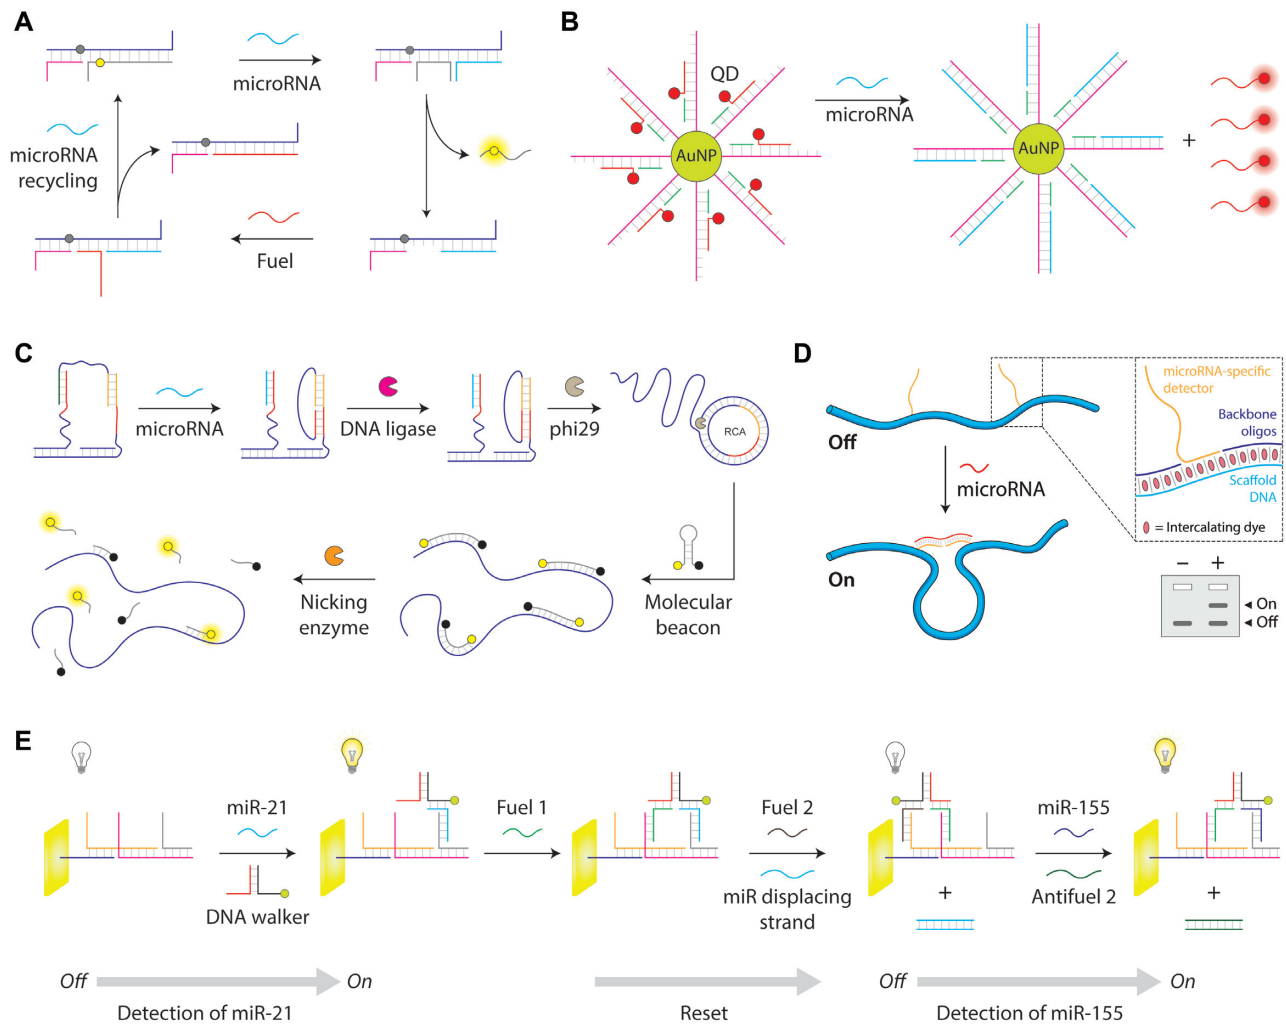 A
microRNA
microRNA
recycling
Fuel
B
QD
AuNP
microRNA
AuNP
+
C
microRNA
DNA ligase
phi29
RCA
Molecular
beacon
Nicking
enzyme
D
Off
microRNA
On
microRNA-specific
detector
Backbone
oligos
Scaffold
DNA
= Intercalating dye
– +
◄ On
◄ Off
E
miR-21
DNA walker
Fuel 1
Fuel 2
miR displacing
strand
+
miR-155
Antifuel 2
+
Off
On
Off
On
Detection of miR-21
Reset
Detection of miR-155